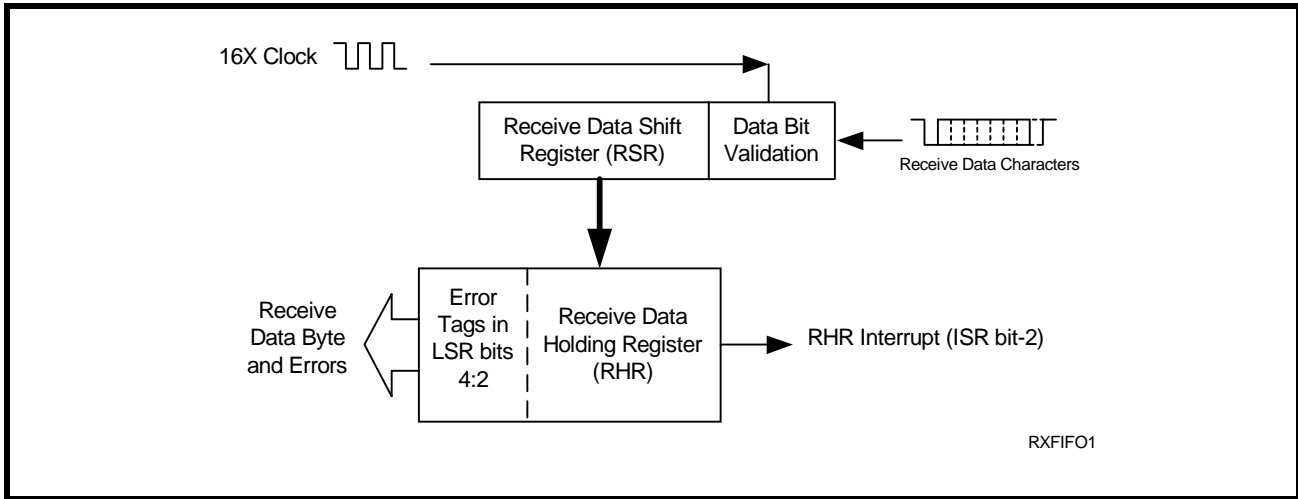 16X Clock
Receive Data Shift
Register (RSR)
Data Bit
Validation
Receive Data Characters
Receive
Data Byte
and Errors
Error
Tags in
LSR bits
4:2
Receive Data
Holding Register
(RHR)
RHR Interrupt (ISR bit-2)
RXFIFO1